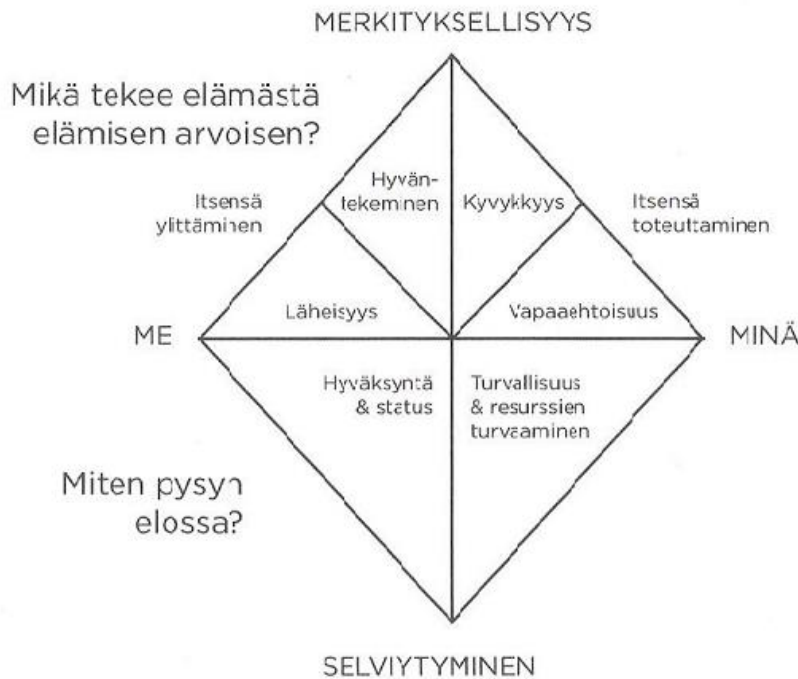 MERKITYKSELLISYYS
Mikä tekee elämästä
elämisen arvoisen?
Itsensä
ylittäminen
Hyvän-
tekeminen
Kyvykkyys
Itsensä
toteuttaminen
Läheisyys
Vapaaehtoisuus
ME
MINÄ
Hyväksyntä
& status
Turvallisuus
& resurssien
turvaaminen
Miten pysyn
elossa?
SELVIYTYMINEN